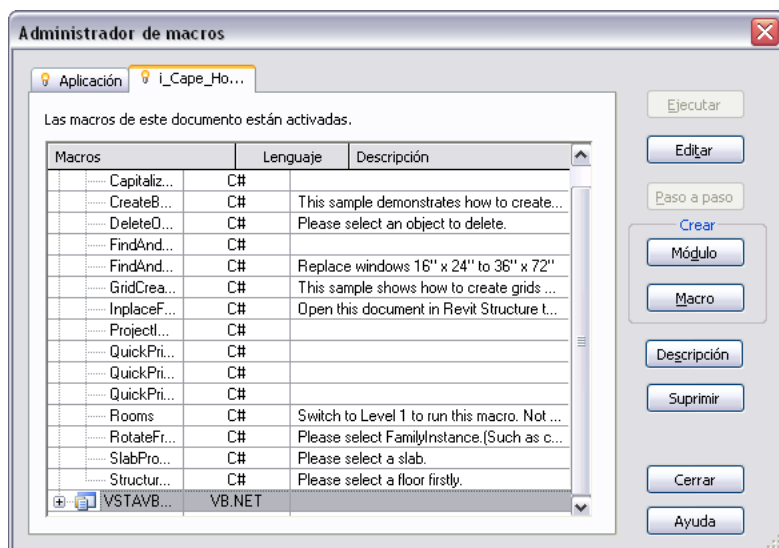 Administrador de macros
Aplicación i_Cape_Ho...
Las macros de este documento están activadas.
Macros Lenguaje Descripción
Capitaliz... C#
CreateB... C# This sample demonstrates how to create...
DeleteO... C# Please select an object to delete.
FindAnd... C#
FindAnd... C# Replace windows 16" x 24" to 36" x 72"
GridCrea... C# This sample shows how to create grids ...
InplaceF... C# Open this document in Revit Structure t...
ProjectI... C#
QuickPri... C#
QuickPri... C#
QuickPri... C#
Rooms C# Switch to Level 1 to run this macro. Not ...
RotateFr... C# Please select FamilyInstance.(Such as c...
SlabPro... C# Please select a slab.
Structur... C# Please select a floor firstly.
VSTAVB... VB.NET
Ejecutar
Editar
Paso a paso
Crear
Módulo
Macro
Descripción
Suprimir
Cerrar
Ayuda